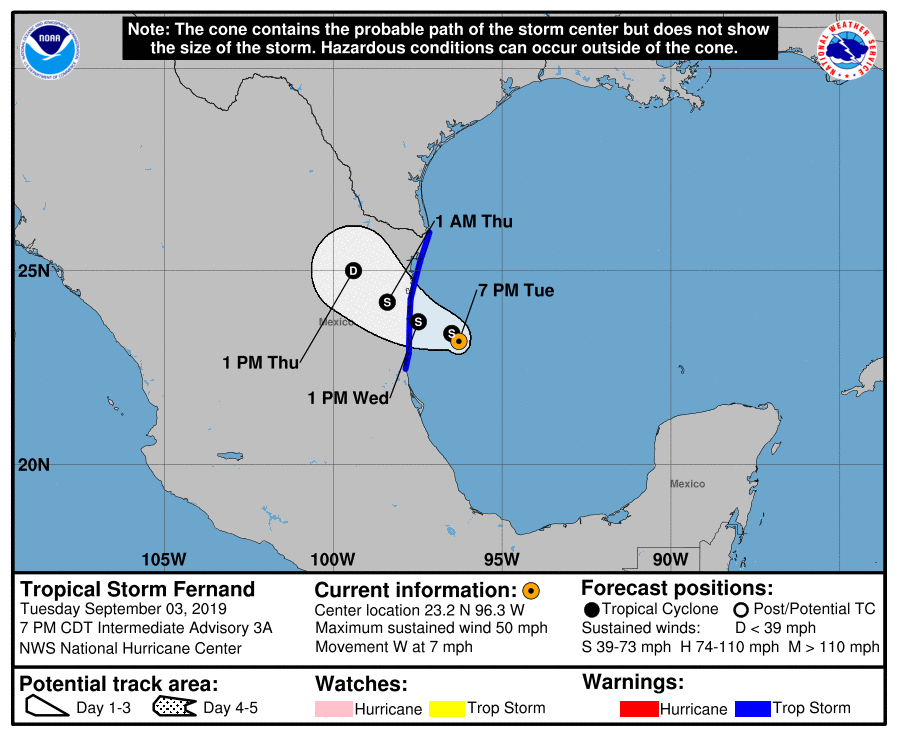 Note: The cone contains the probable path of the storm center but does not show
the size of the storm. Hazardous conditions can occur outside of the cone.
NOAA
NATIONAL WEATHER SERVICE
1 AM Thu
25N
D
7 PM Tue
S
S
S
Mexico
1 PM Thu
1 PM Wed
20N
Mexico
105W
100W
95W
90W
Tropical Storm Fernand
Tuesday September 03, 2019
7 PM CDT Intermediate Advisory 3A
NWS National Hurricane Center
Current information:
Center location 23.2 N 96.3 W
Maximum sustained wind 50 mph
Movement W at 7 mph
Forecast positions:
Tropical Cyclone Post/Potential TC
Sustained winds: D < 39 mph
S 39-73 mph H 74-110 mph M > 110 mph
Potential track area:
Day 1-3 Day 4-5
Watches:
Hurricane Trop Storm
Warnings:
Hurricane Trop Storm